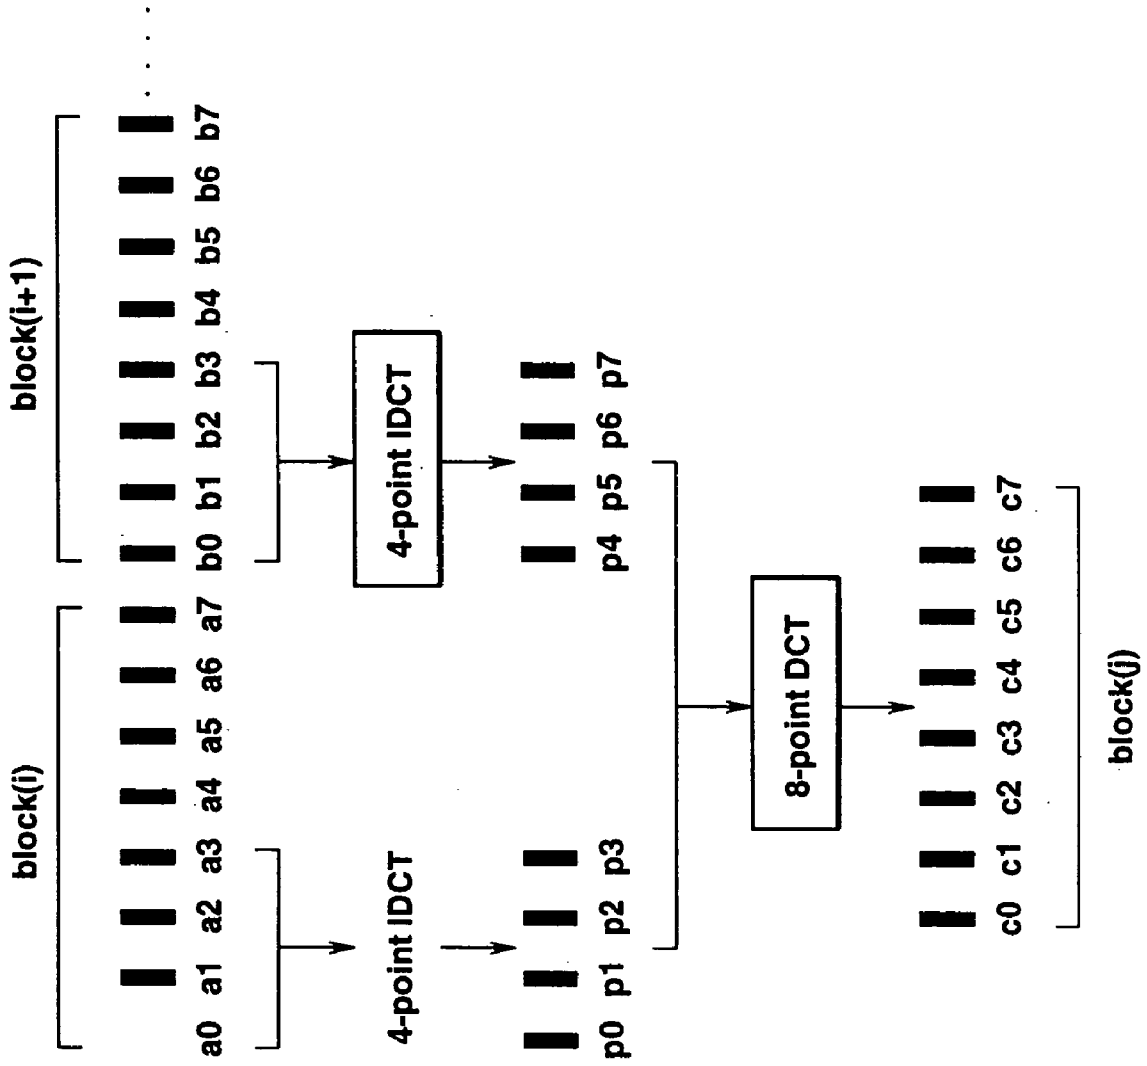 block(i) block(i+1)
a0 a1 a2 a3 a4 a5 a6 a7 b0 b1 b2 b3 b4 b5 b6 b7
4-point IDCT 4-point IDCT
p0 p1 p2 p3 p4 p5 p6 p7
8-point DCT
c0 c1 c2 c3 c4 c5 c6 c7
block(j)